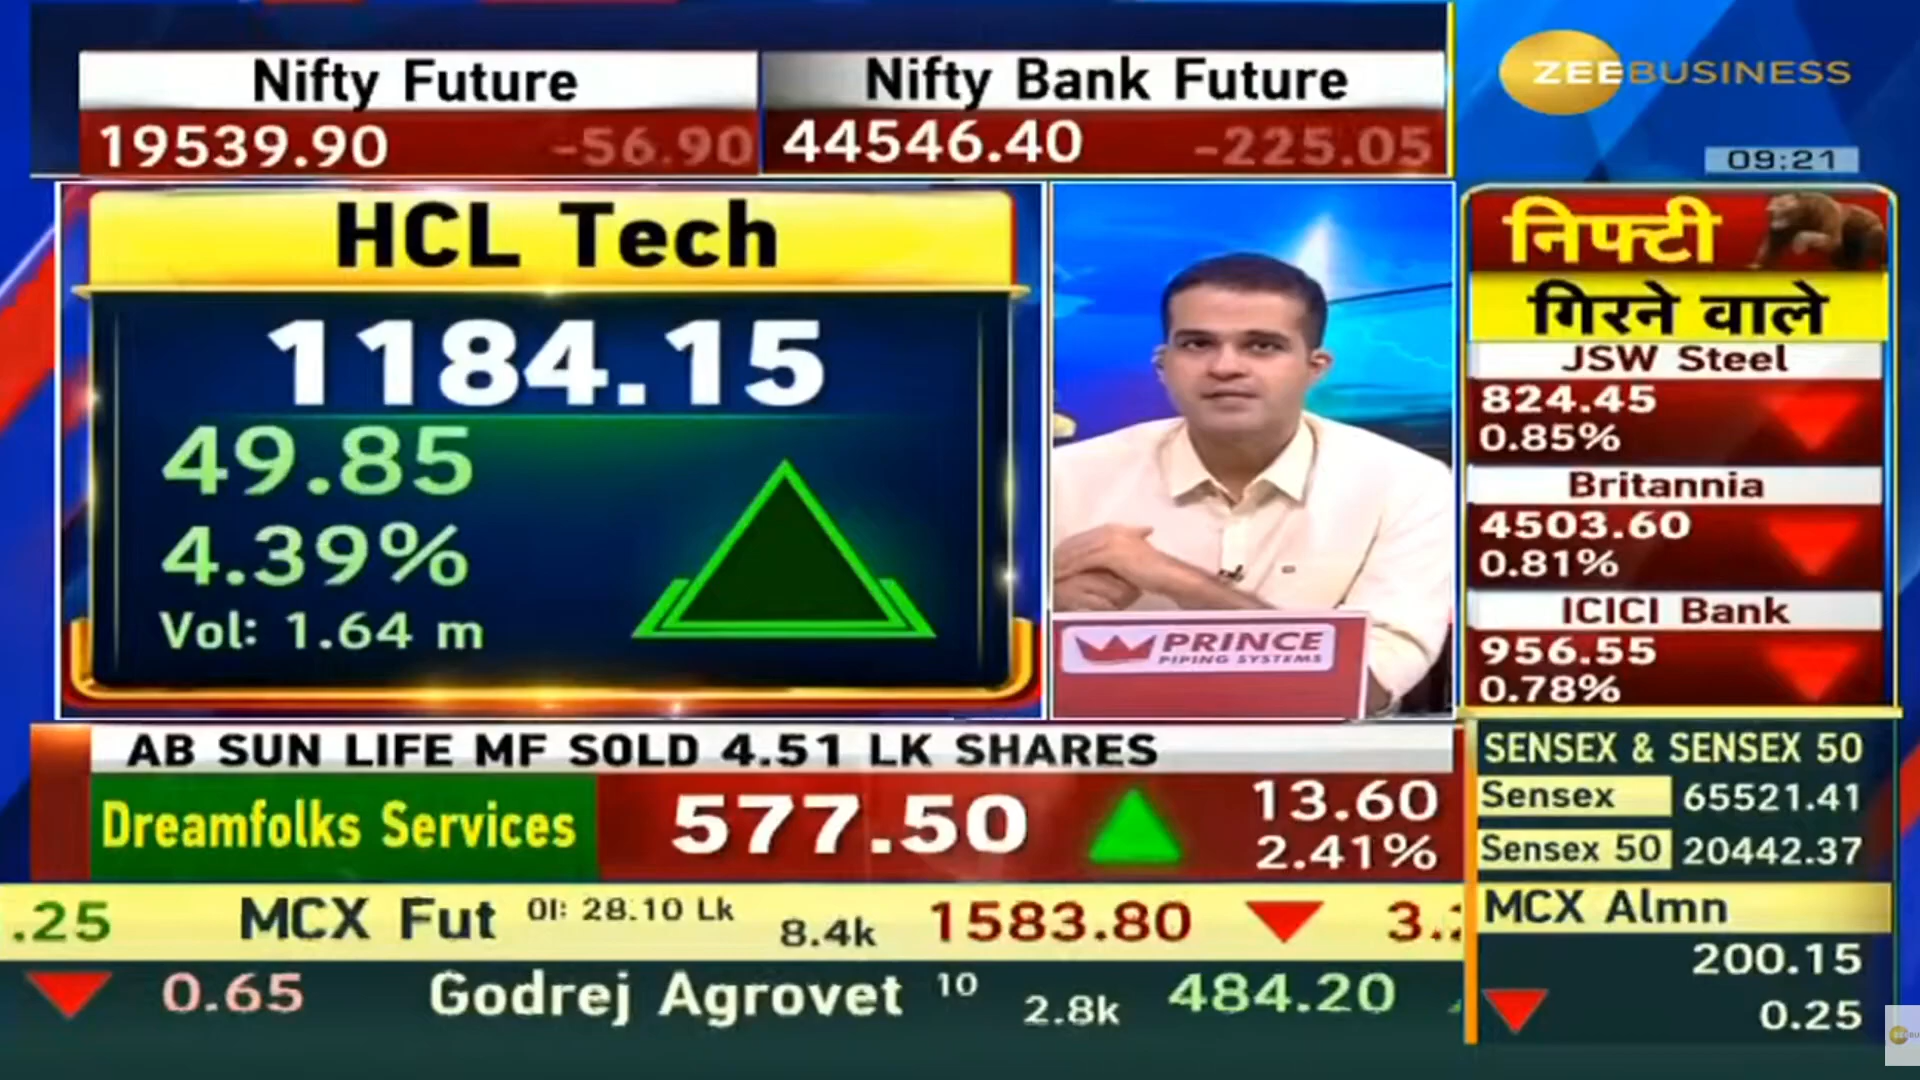 Nifty Future
Nifty Bank Future
19539.90 -56.90
44546.40 -225.05
ZEEBUSINESS
09:21
HCL Tech
1184.15
49.85
4.39%
Vol: 1.64 m
PRINCE
PIPING SYSTEMS
निफ्टी
गिरने वाले
JSW Steel
824.45
0.85%
Britannia
4503.60
0.81%
ICICI Bank
956.55
0.78%
AB SUN LIFE MF SOLD 4.51 LK SHARES
Dreamfolks Services 577.50 13.60
2.41%
SENSEX & SENSEX 50
Sensex 65521.41
Sensex 50 20442.37
MCX Almn
200.15
0.25
.25 MCX Fut OI: 28.10 Lk 8.4k 1583.80
0.65 Godrej Agrovet 10 2.8k 484.20